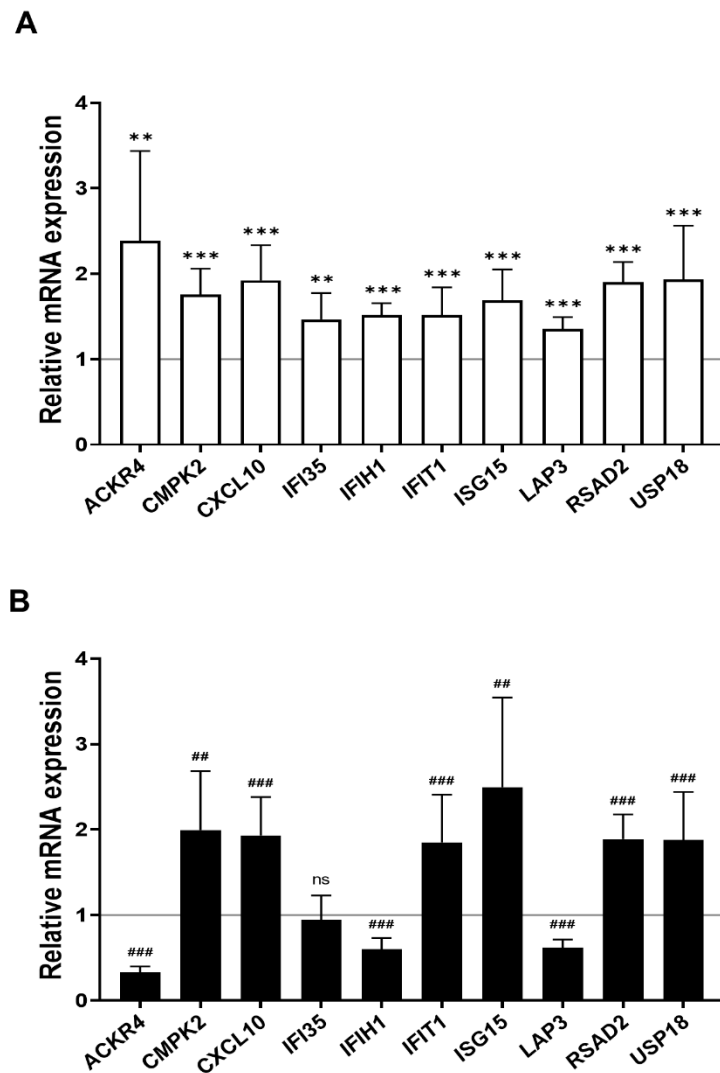 A
Relative mRNA expression
4
3
2
1
0
**
***
***
**
***
***
***
***
***
***
ACKR4
CMPK2
CXCL10
IFI35
IFIH1
IFIT1
ISG15
LAP3
RSAD2
USP18
B
Relative mRNA expression
4
3
2
1
0
###
##
###
ns
###
###
##
###
###
###
ACKR4
CMPK2
CXCL10
IFI35
IFIH1
IFIT1
ISG15
LAP3
RSAD2
USP18